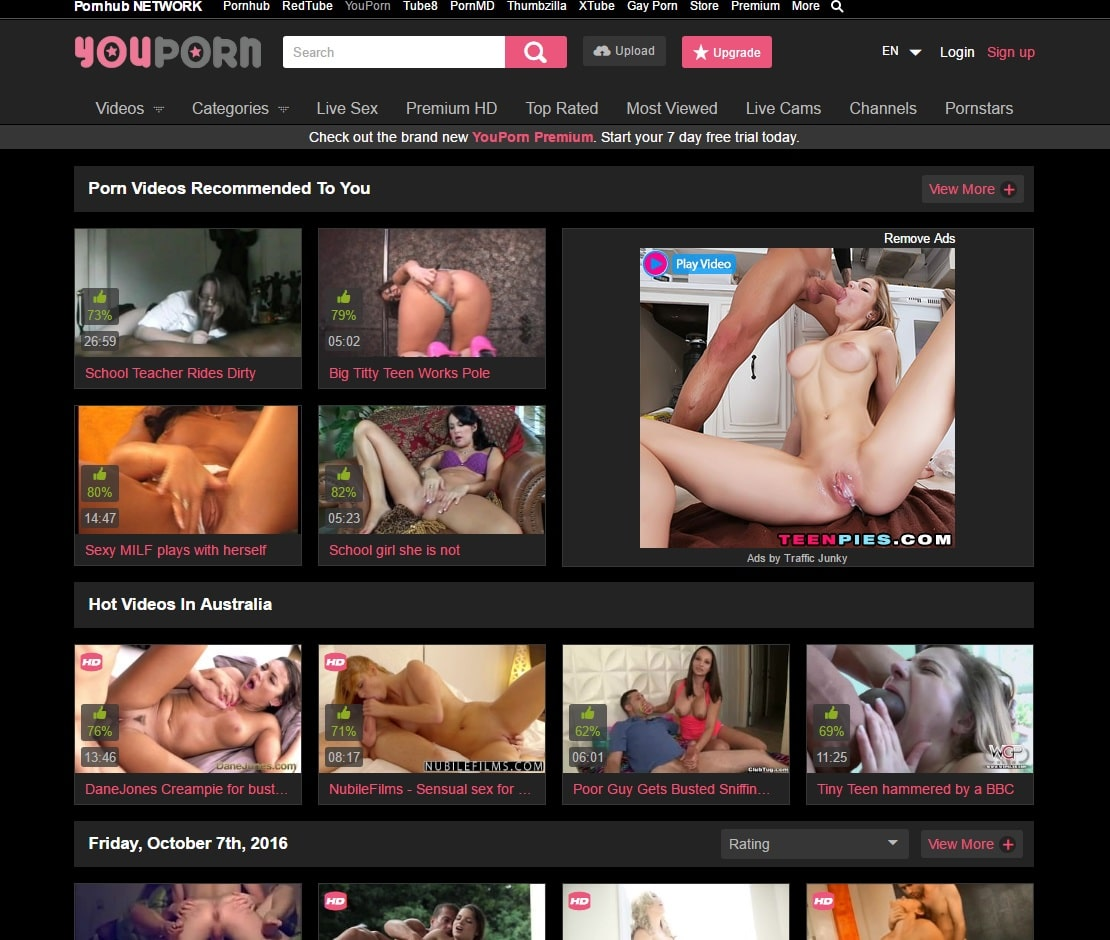 Pornhub NETWORK Pornhub RedTube YouPorn Tube8 PornMD Thumbzilla XTube Gay Porn Store Premium More
YOUPORN Search Upload Upgrade EN Login Sign up
Videos Categories Live Sex Premium HD Top Rated Most Viewed Live Cams Channels Pornstars
Check out the brand new YouPorn Premium. Start your 7 day free trial today.
Porn Videos Recommended To You View More
Remove Ads
Play Video
73%
26:59
School Teacher Rides Dirty
79%
05:02
Big Titty Teen Works Pole
80%
14:47
Sexy MILF plays with herself
82%
05:23
School girl she is not
TEENPIES.COM
Ads by Traffic Junky
Hot Videos In Australia
HD
76%
13:46
DaneJones.com
DaneJones Creampie for bust...
HD
71%
08:17
NUBILEFILMS.COM
NubileFilms - Sensual sex for ...
62%
06:01
ClubTug.com
Poor Guy Gets Busted Sniffin...
69%
11:25
WGP
Tiny Teen hammered by a BBC
Friday, October 7th, 2016 Rating View More
HD
HD
HD